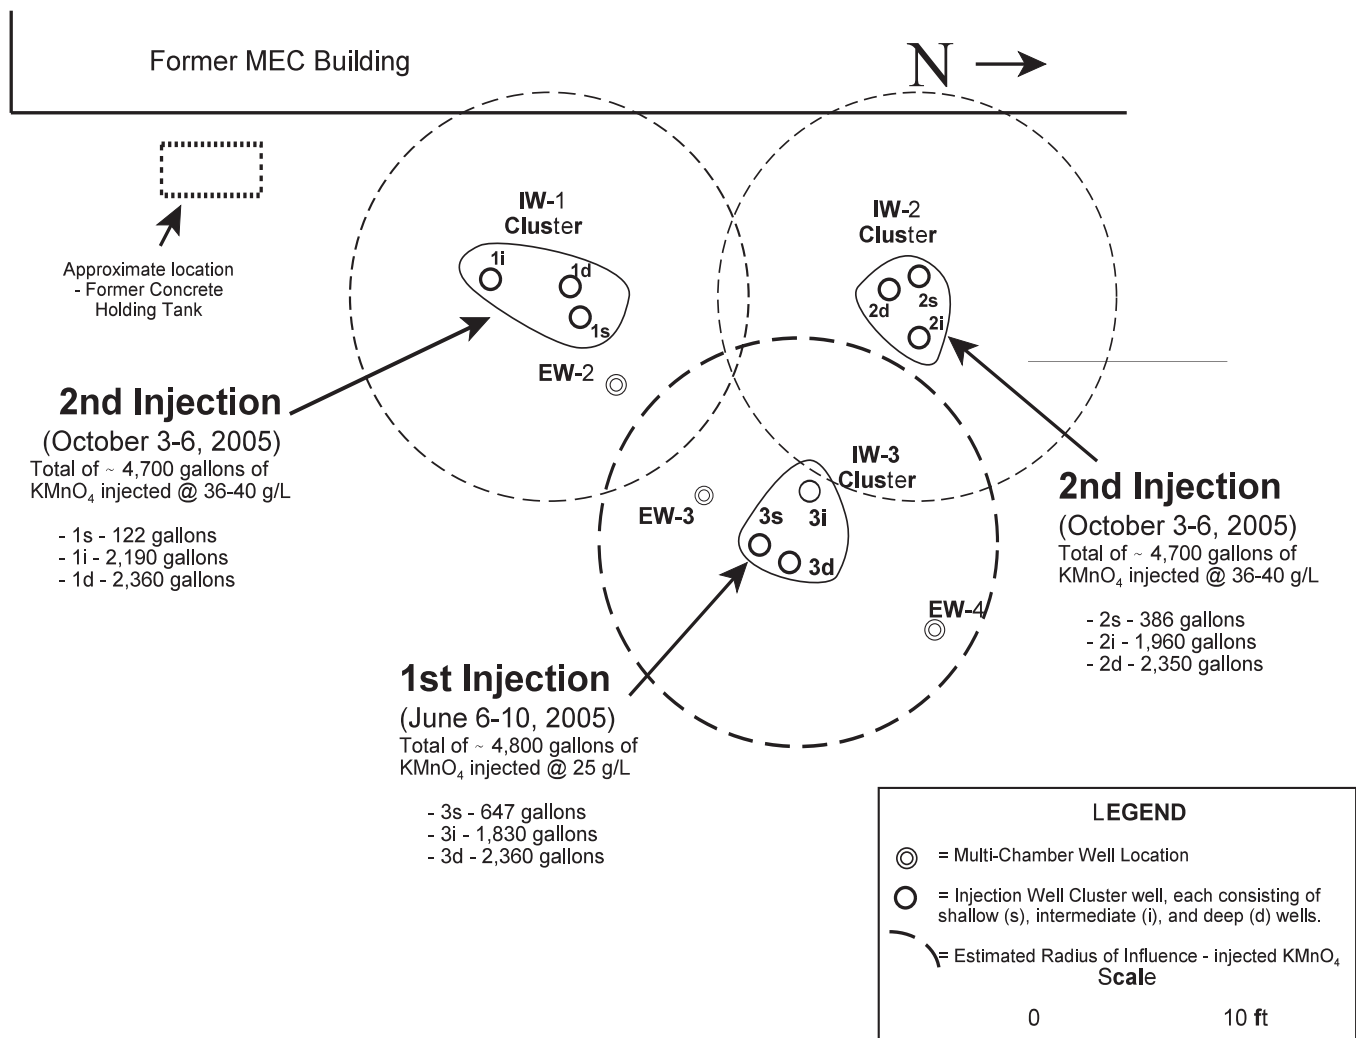 Former MEC Building
N
IW-1
Cluster
1i
1d
1s
IW-2
Cluster
2d
2s
2i
Approximate location
- Former Concrete
Holding Tank
EW-2
2nd Injection
(October 3-6, 2005)
Total of ~ 4,700 gallons of
KMnO₄ injected @ 36-40 g/L
- 1s - 122 gallons
- 1i - 2,190 gallons
- 1d - 2,360 gallons
IW-3
Cluster
EW-3
3s
3i
3d
EW-4
2nd Injection
(October 3-6, 2005)
Total of ~ 4,700 gallons of
KMnO₄ injected @ 36-40 g/L
- 2s - 386 gallons
- 2i - 1,960 gallons
- 2d - 2,350 gallons
1st Injection
(June 6-10, 2005)
Total of ~ 4,800 gallons of
KMnO₄ injected @ 25 g/L
- 3s - 647 gallons
- 3i - 1,830 gallons
- 3d - 2,360 gallons
LEGEND
= Multi-Chamber Well Location
= Injection Well Cluster well, each consisting of
shallow (s), intermediate (i), and deep (d) wells.
= Estimated Radius of Influence - injected KMnO₄
Scale
0 10 ft